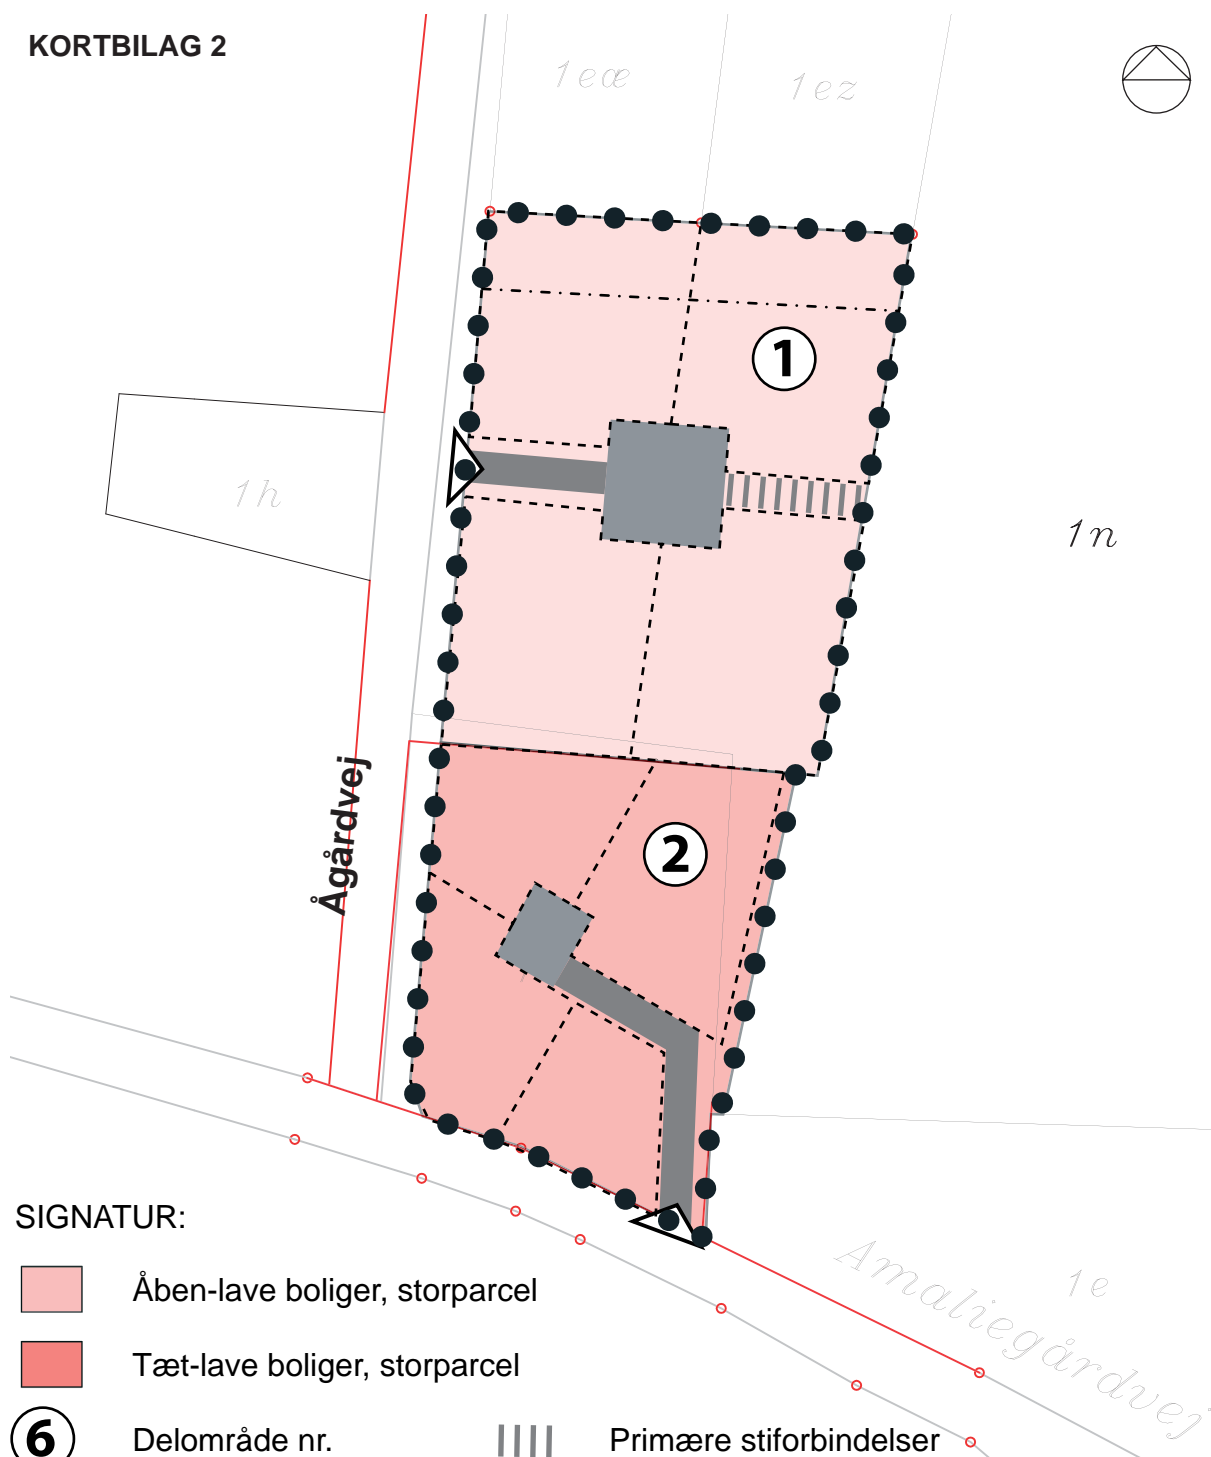 KORTBILAG 2
1eæ
1ez
1
1h
1n
Ågårdvej
2
SIGNATUR:
Åben-lave boliger, storparcel
Tæt-lave boliger, storparcel
6 Delområde nr.
Primære stiforbindelser
Amaliegårdvej
1e